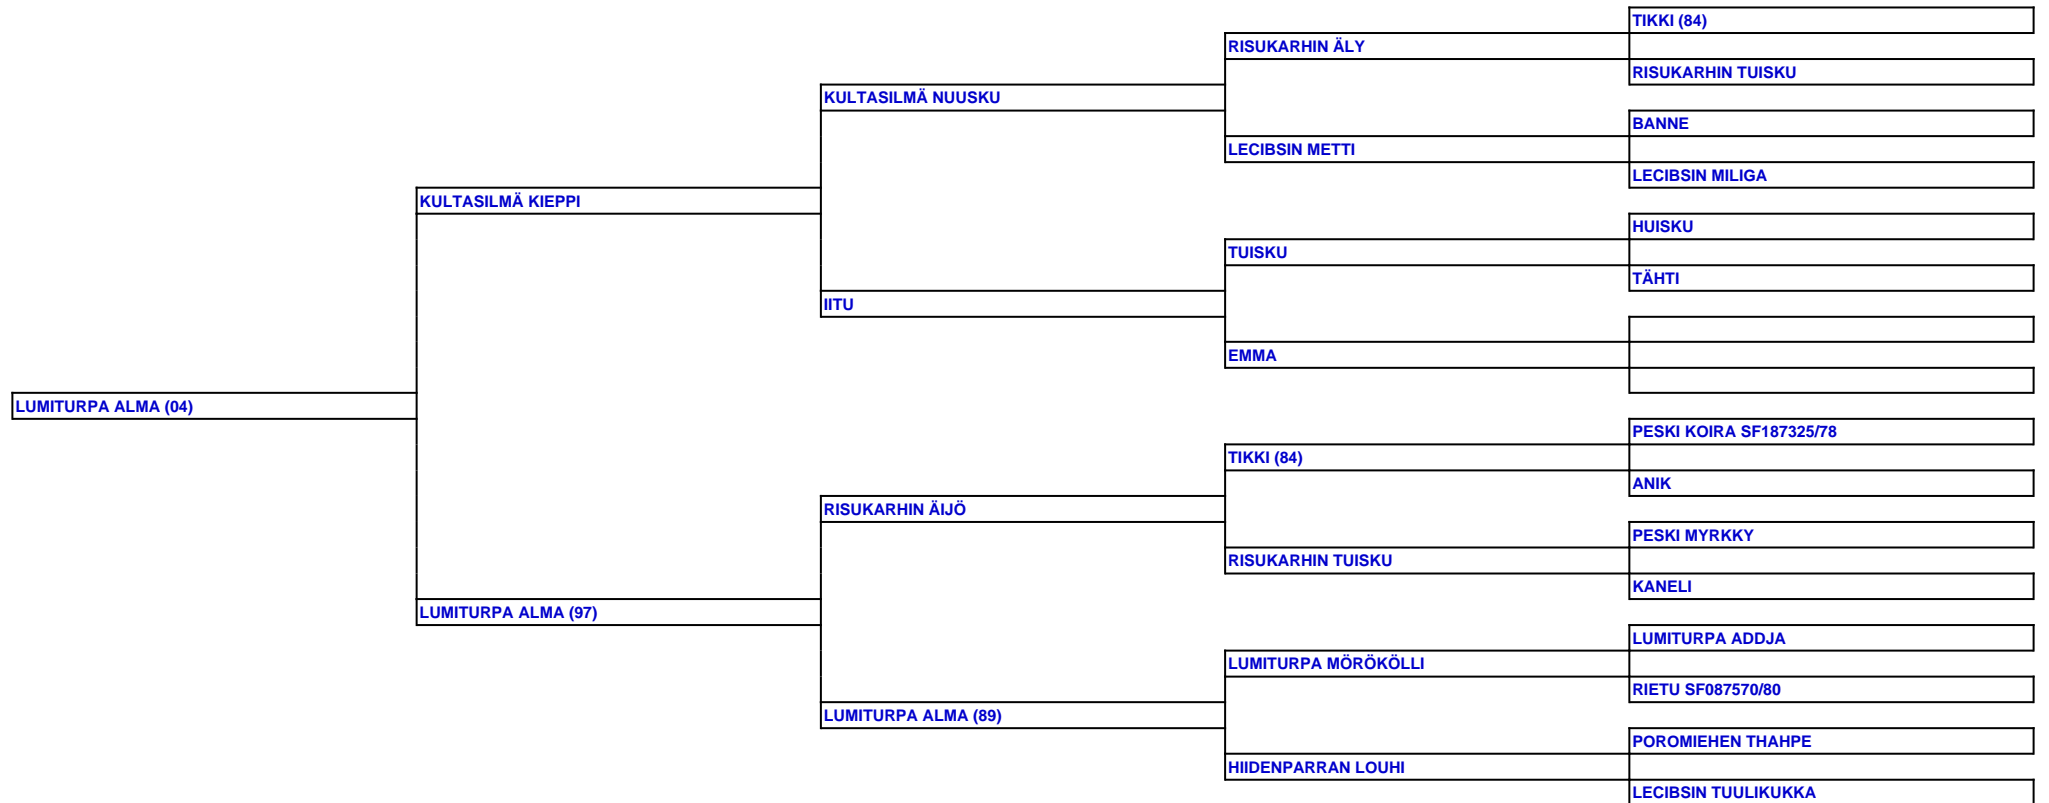 TIKKI (84)
RISUKARHIN ÄLY
RISUKARHIN TUISKU
KULTASILMÄ NUUSKU
BANNE
LECIBSIN METTI
LECIBSIN MILIGA
KULTASILMÄ KIEPPI
HUISKU
TUISKU
TÄHTI
IITU
EMMA
LUMITURPA ALMA (04)
PESKI KOIRA SF187325/78
TIKKI (84)
ANIK
RISUKARHIN ÄIJÖ
PESKI MYRKKY
RISUKARHIN TUISKU
KANELI
LUMITURPA ALMA (97)
LUMITURPA ADDJA
LUMITURPA MÖRÖKÖLLI
RIETU SF087570/80
LUMITURPA ALMA (89)
POROMIEHEN THAHPE
HIIDENPARRAN LOUHI
LECIBSIN TUULIKUKKA